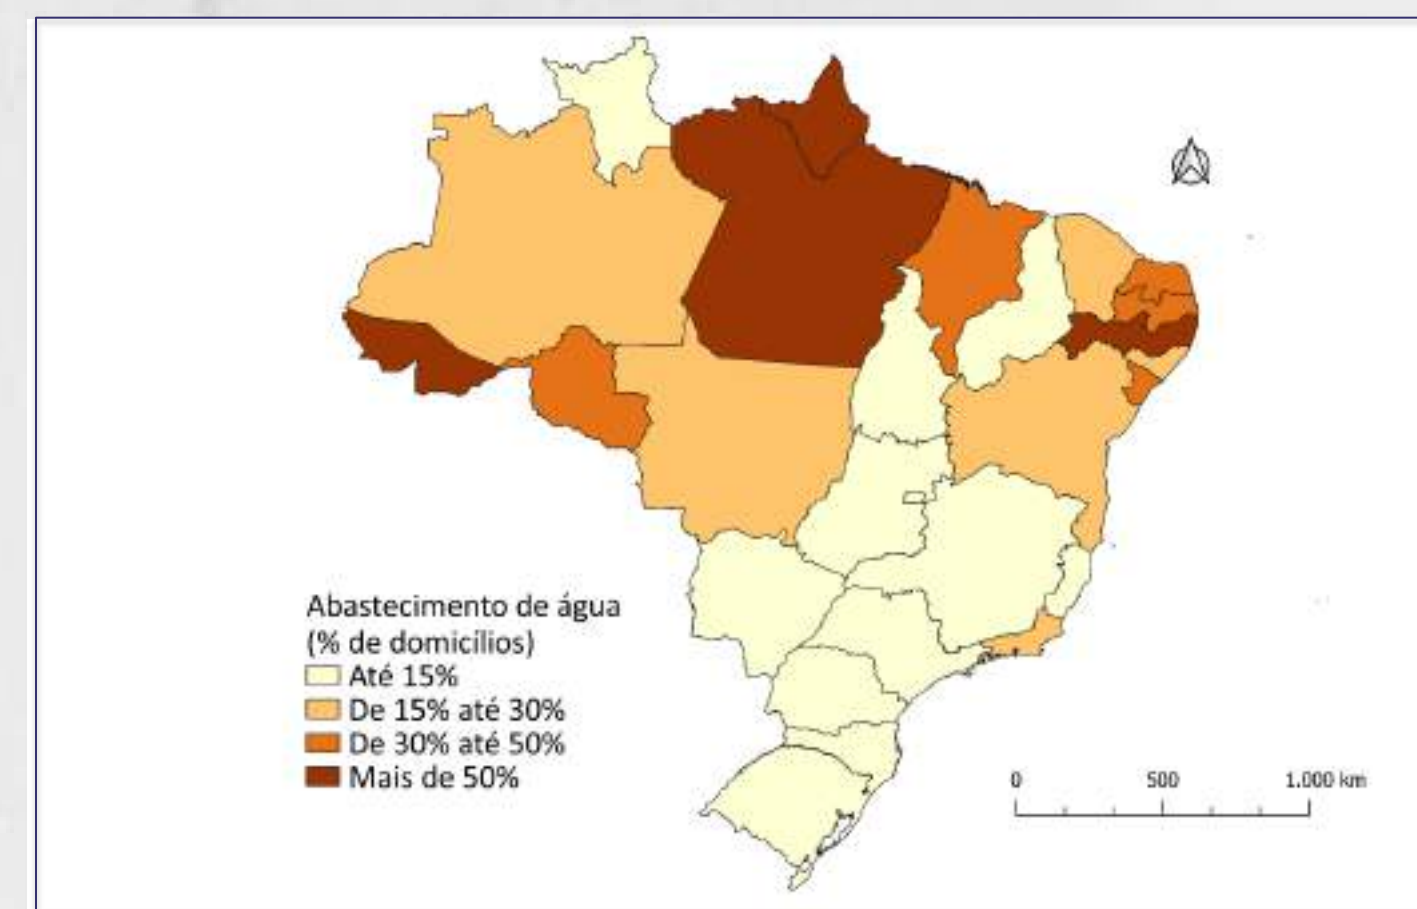 Abastecimento de água
(% de domicílios)
Até 15%
De 15% até 30%
De 30% até 50%
Mais de 50%
0 500 1.000 km